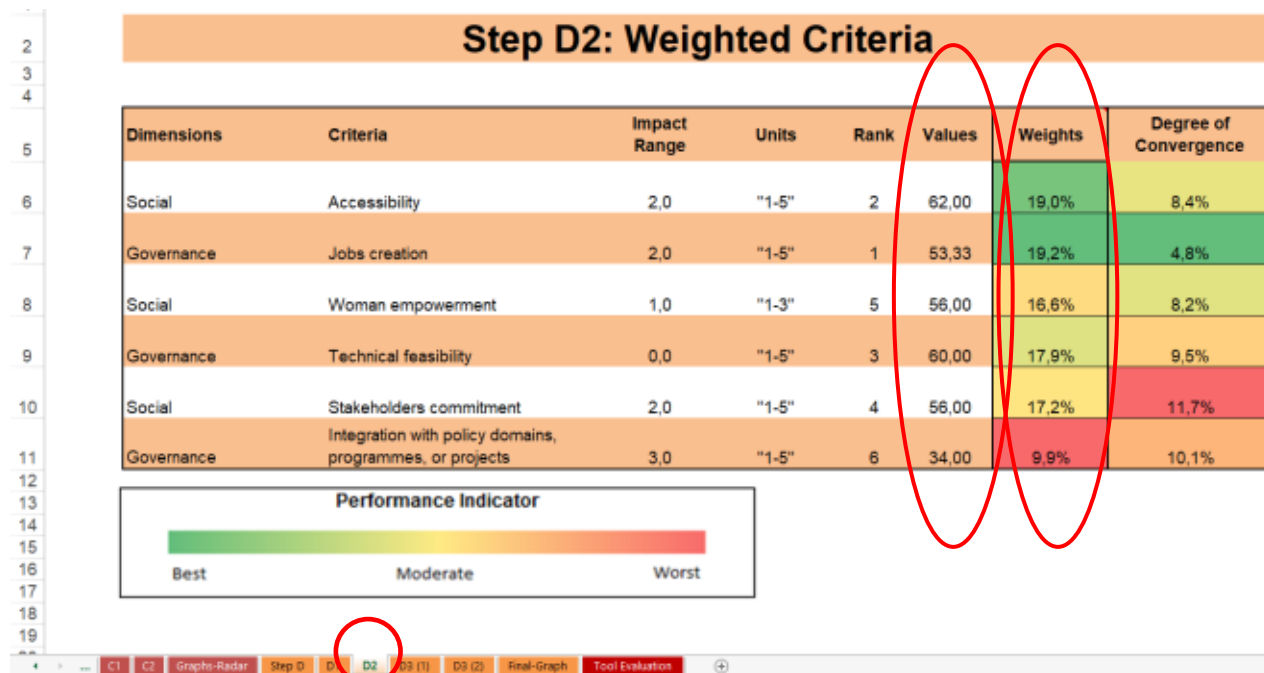 2 Step D2: Weighted Criteria
3
4
5 Dimensions Criteria Impact Range Units Rank Values Weights Degree of Convergence
6 Social Accessibility 2,0 "1-5" 2 62,00 19,0% 8,4%
7 Governance Jobs creation 2,0 "1-5" 1 53,33 19,2% 4,8%
8 Social Woman empowerment 1,0 "1-3" 5 56,00 16,6% 8,2%
9 Governance Technical feasibility 0,0 "1-5" 3 60,00 17,9% 9,5%
10 Social Stakeholders commitment 2,0 "1-5" 4 56,00 17,2% 11,7%
11 Governance Integration with policy domains, programmes, or projects 3,0 "1-5" 6 34,00 9,9% 10,1%
12
13 Performance Indicator
14
15
16 Best Moderate Worst
17
18
19
... C1 C2 Graphs-Radar Step D D2 D3 (1) D3 (2) Final-Graph Tool Evaluation